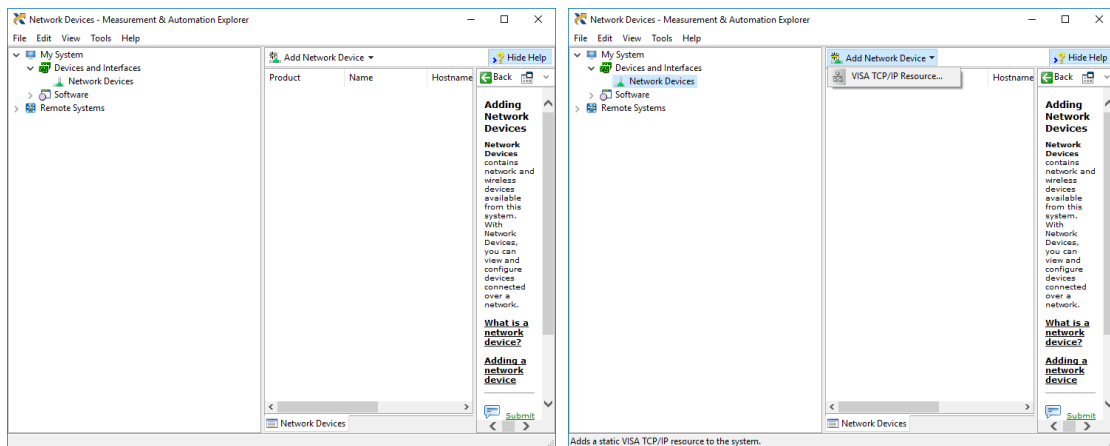 Network Devices - Measurement & Automation Explorer
File Edit View Tools Help
My System
Devices and Interfaces
Network Devices
Software
Remote Systems
Add Network Device
Hide Help
Product Name Hostname
Back
Adding
Network
Devices
Network
Devices
contains
network and
wireless
devices
available
from this
system.
With
Network
Devices,
you can
view and
configure
devices
connected
over a
network.
What is a
network
device?
Adding a
network
device
Submit
Network Devices
Network Devices - Measurement & Automation Explorer
File Edit View Tools Help
My System
Devices and Interfaces
Network Devices
Software
Remote Systems
Add Network Device
Hide Help
VISA TCP/IP Resource...
Hostname
Back
Adding
Network
Devices
Network
Devices
contains
network and
wireless
devices
available
from this
system.
With
Network
Devices,
you can
view and
configure
devices
connected
over a
network.
What is a
network
device?
Adding a
network
device
Submit
Network Devices
Adds a static VISA TCP/IP resource to the system.